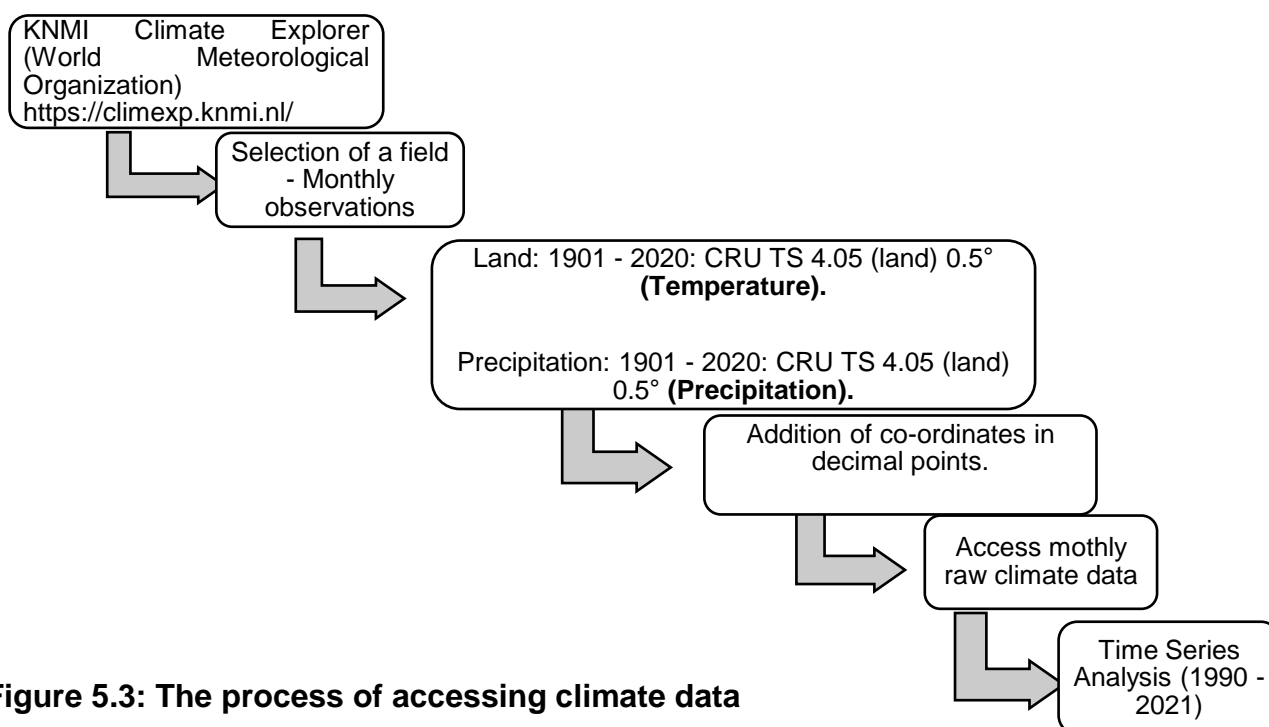 KNMI Climate Explorer
(World Meteorological
Organization)
https://climexp.knmi.nl/
Selection of a field
- Monthly
observations
Land: 1901 - 2020: CRU TS 4.05 (land) 0.5°
(Temperature).
Precipitation: 1901 - 2020: CRU TS 4.05 (land)
0.5° (Precipitation).
Addition of co-ordinates in
decimal points.
Access mothly
raw climate data
Time Series
Analysis (1990 -
2021)
Figure 5.3: The process of accessing climate data